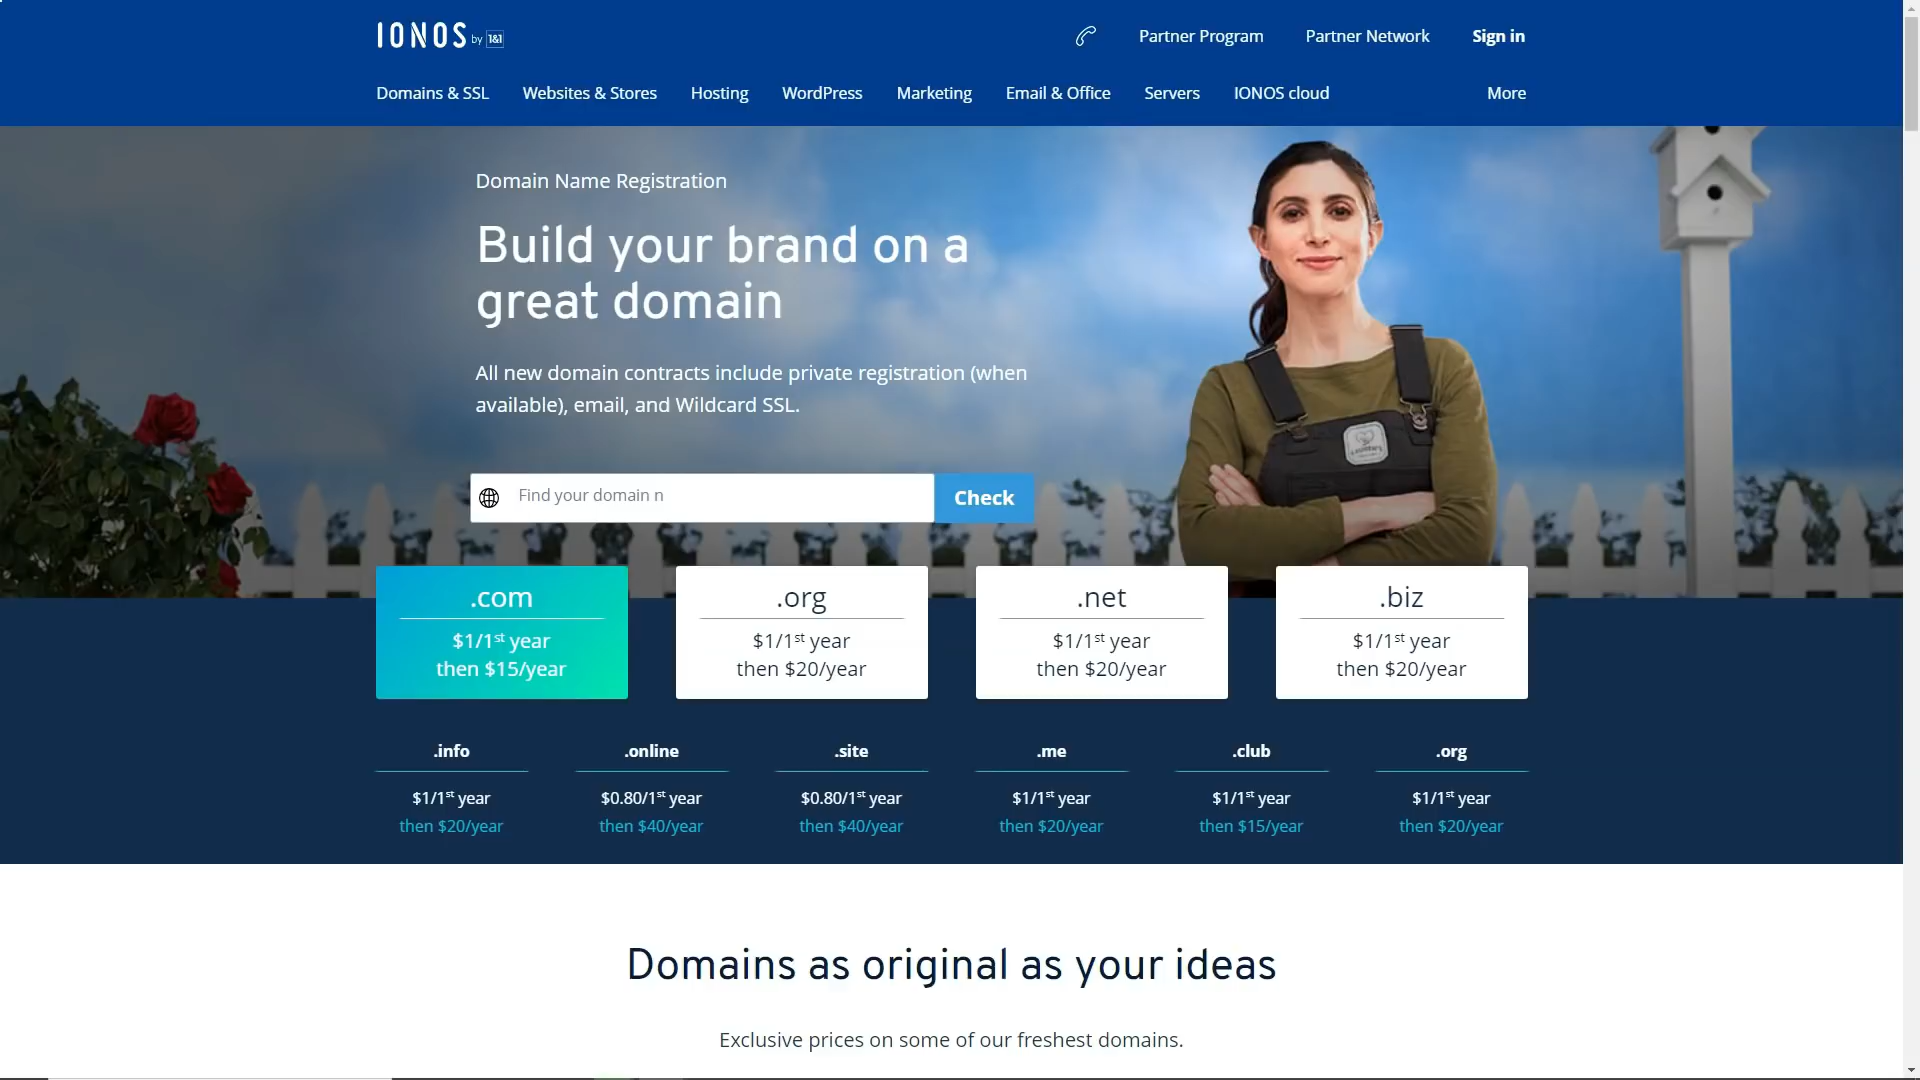 IONOS by 1&1
Partner Program
Partner Network
Sign in
Domains & SSL
Websites & Stores
Hosting
WordPress
Marketing
Email & Office
Servers
IONOS cloud
More
Domain Name Registration
Build your brand on a
great domain
All new domain contracts include private registration (when
available), email, and Wildcard SSL.
Find your domain n
Check
.com
$1/1st year
then $15/year
.org
$1/1st year
then $20/year
.net
$1/1st year
then $20/year
.biz
$1/1st year
then $20/year
.info
$1/1st year
then $20/year
.online
$0.80/1st year
then $40/year
.site
$0.80/1st year
then $40/year
.me
$1/1st year
then $20/year
.club
$1/1st year
then $15/year
.org
$1/1st year
then $20/year
Domains as original as your ideas
Exclusive prices on some of our freshest domains.